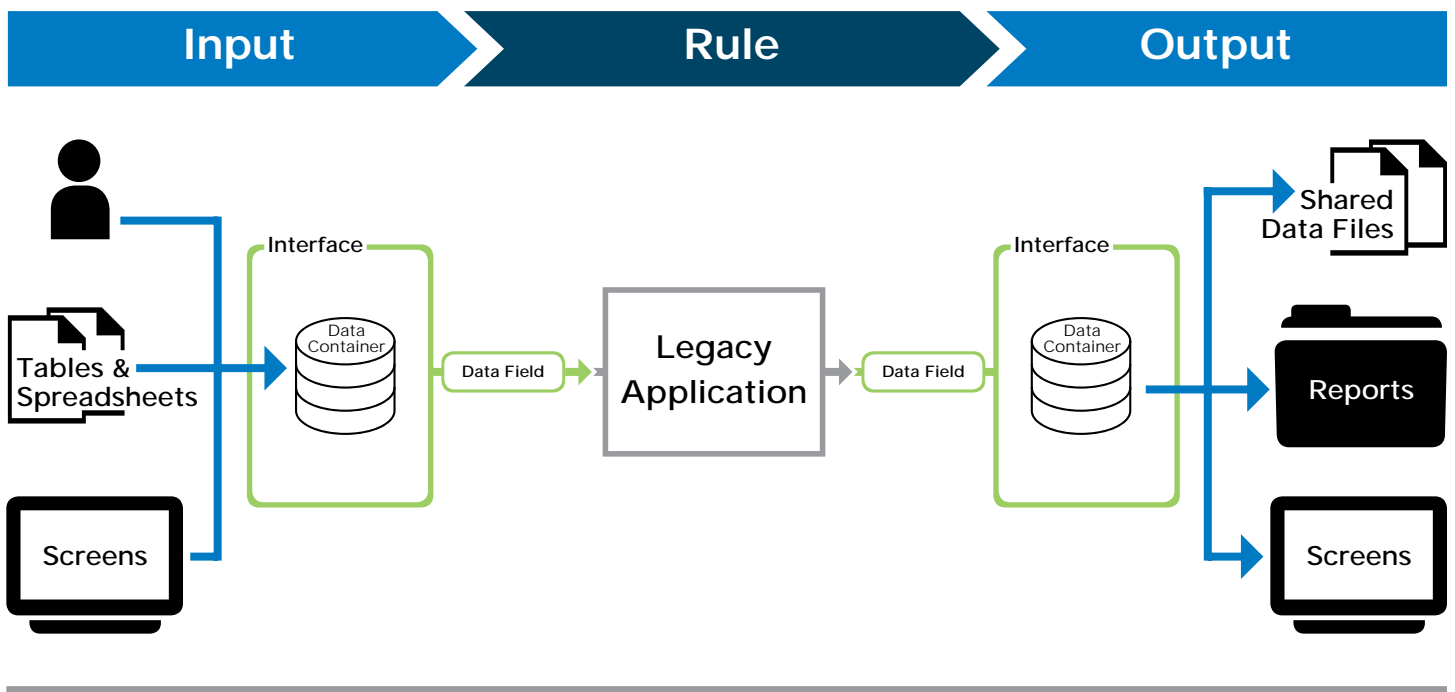 Input
Rule
Output
Interface
Data
Container
Tables &
Spreadsheets
Screens
Data Field
Legacy
Application
Data Field
Interface
Data
Container
Shared
Data Files
Reports
Screens